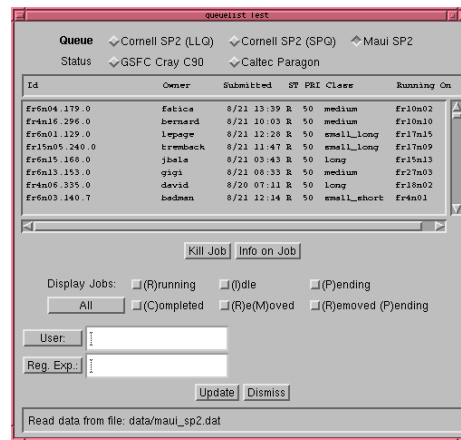 queuelist Test
Queue Cornell SP2 (LLQ) Cornell SP2 (SPQ) Maui SP2
Status GSFC Cray C90 Caltec Paragon
Id Owner Submitted ST PRI Class Running On
fr6n04.179.0 fatica 8/21 13:39 R 50 medium fr10n02
fr4n16.296.0 bernard 8/21 10:03 R 50 medium fr10n10
fr6n01.129.0 lepage 8/21 12:28 R 50 small_long fr17n15
fr15n05.240.0 tremback 8/21 11:47 R 50 small_long fr17n09
fr6n15.168.0 jbala 8/21 03:43 R 50 long fr15n13
fr6n13.153.0 gigi 8/21 08:33 R 50 medium fr27n03
fr4n06.335.0 david 8/20 07:11 R 50 long fr18n02
fr6n03.140.7 badman 8/21 12:14 R 50 small_short fr4n01
Kill Job Info on Job
Display Jobs: (R)running (I)dle (P)ending
All (C)ompleted (R)e(M)oved (R)emoved (P)ending
User:
Reg. Exp.:
Update Dismiss
Read data from file: data/maui_sp2.dat